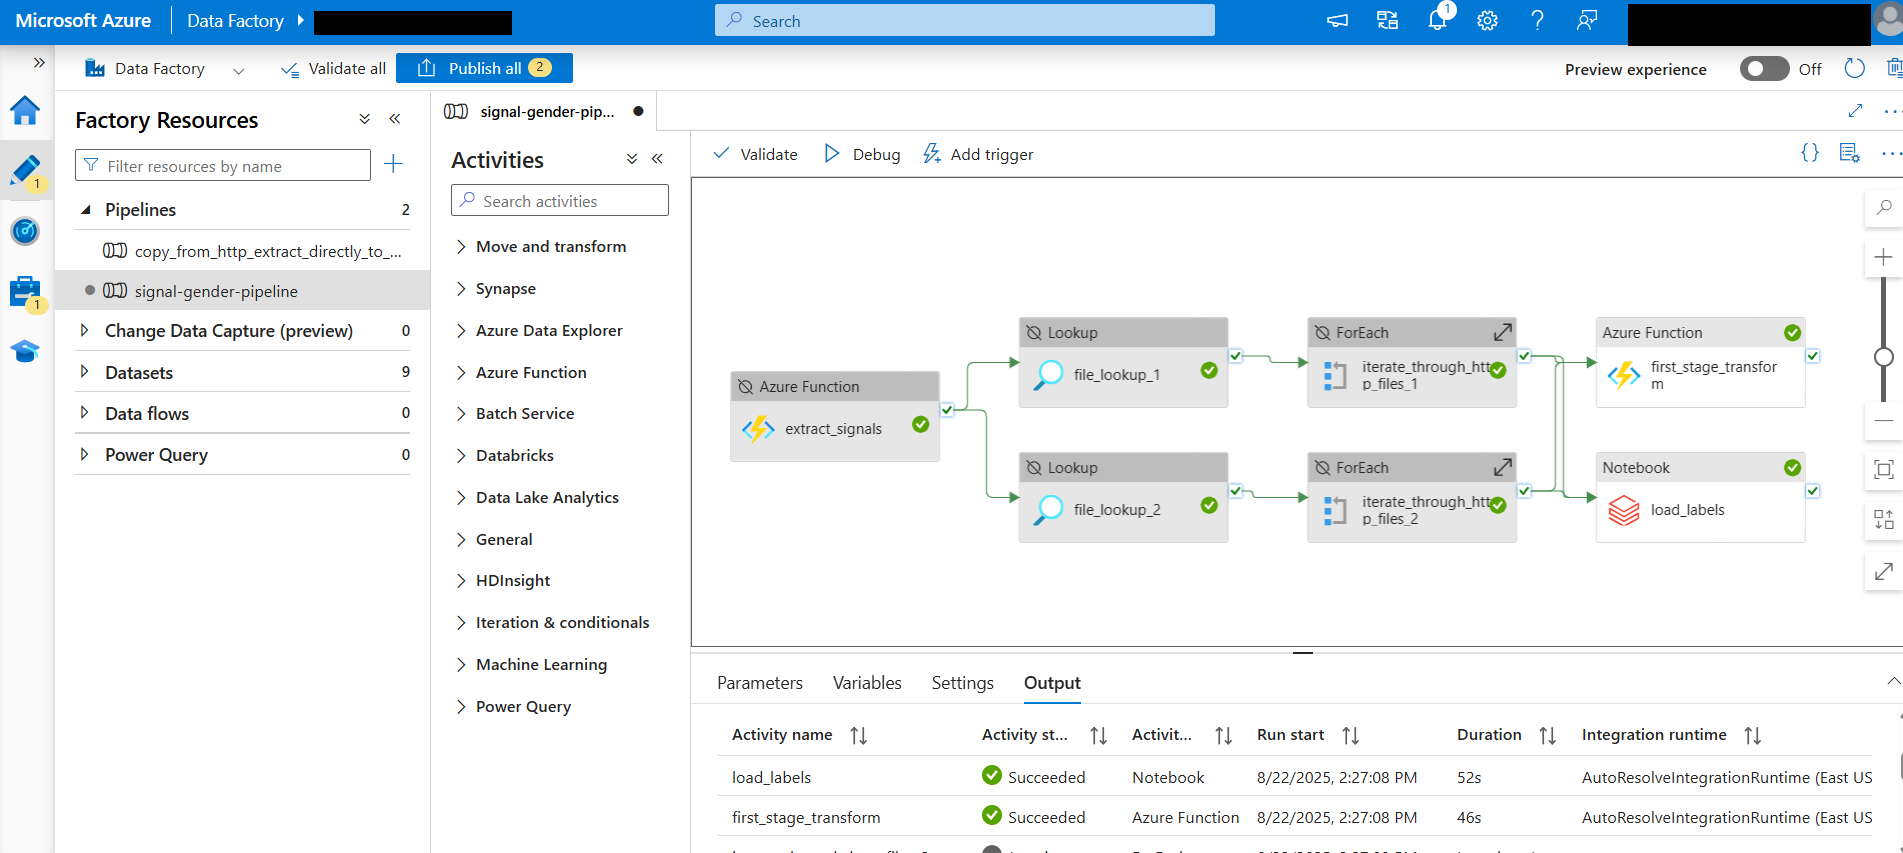 Microsoft Azure
Data Factory
Search
1
Data Factory
Validate all
Publish all 2
Preview experience
Off
1
1
Factory Resources
Filter resources by name
Pipelines 2
copy_from_http_extract_directly_to_...
signal-gender-pipeline
Change Data Capture (preview) 0
Datasets 9
Data flows 0
Power Query 0
signal-gender-pip...
Activities
Search activities
Move and transform
Synapse
Azure Data Explorer
Azure Function
Batch Service
Databricks
Data Lake Analytics
General
HDInsight
Iteration & conditionals
Machine Learning
Power Query
Validate
Debug
Add trigger
Azure Function
extract_signals
Lookup
file_lookup_1
ForEach
iterate_through_htt
p_files_1
Azure Function
first_stage_transfor
m
Lookup
file_lookup_2
ForEach
iterate_through_htt
p_files_2
Notebook
load_labels
Parameters Variables Settings Output
Activity name Activity st... Activit... Run start Duration Integration runtime
load_labels Succeeded Notebook 8/22/2025, 2:27:08 PM 52s AutoResolveIntegrationRuntime (East US
first_stage_transform Succeeded Azure Function 8/22/2025, 2:27:08 PM 46s AutoResolveIntegrationRuntime (East US